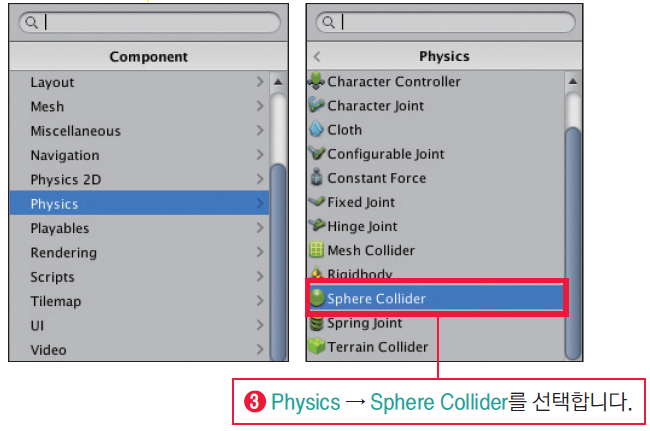 Component
Layout
Mesh
Miscellaneous
Navigation
Physics 2D
Physics
Playables
Rendering
Scripts
Tilemap
UI
Video
Physics
Character Controller
Character Joint
Cloth
Configurable Joint
Constant Force
Fixed Joint
Hinge Joint
Mesh Collider
Rigidbody
Sphere Collider
Spring Joint
Terrain Collider
❸ Physics → Sphere Collider를 선택합니다.